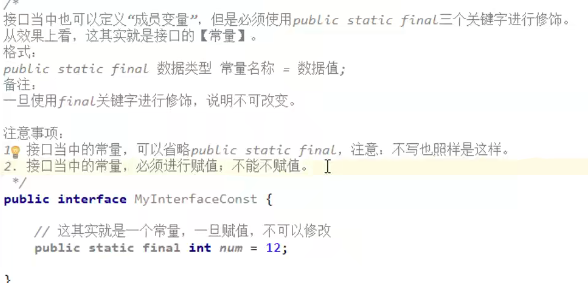 /*
接口当中也可以定义“成员变量”，但是必须使用public static final三个关键字进行修饰。
从效果上看，这其实就是接口的【常量】。
格式：
public static final 数据类型 常量名称 = 数据值;
备注：
一旦使用final关键字进行修饰，说明不可改变。
注意事项：
1. 接口当中的常量，可以省略public static final，注意：不写也照样是这样。
2. 接口当中的常量，必须进行赋值；不能不赋值。
*/
public interface MyInterfaceConst {
// 这其实就是一个常量，一旦赋值，不可以修改
public static final int num = 12;
}